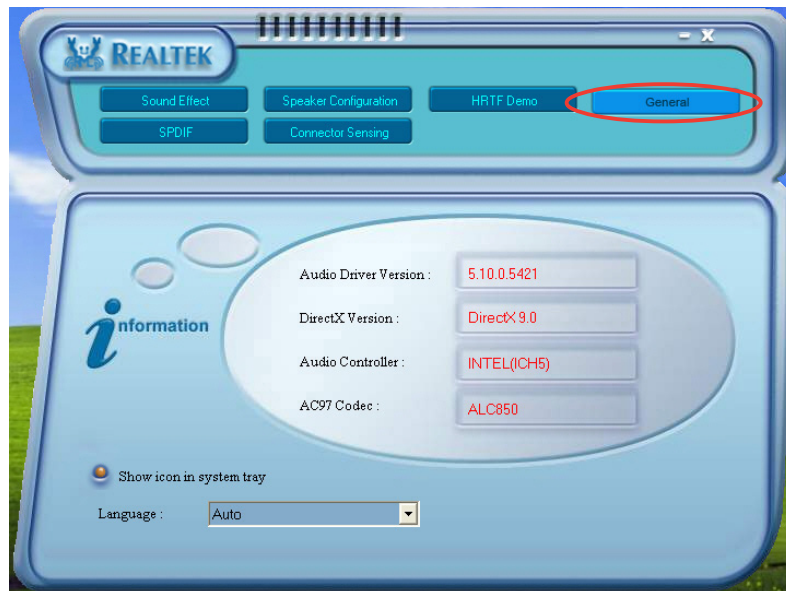 REALTEK
- X
Sound Effect
Speaker Configuration
HRTF Demo
General
SPDIF
Connector Sensing
information
Audio Driver Version :
5.10.0.5421
DirectX Version :
DirectX 9.0
Audio Controller :
INTEL(ICH5)
AC97 Codec :
ALC850
Show icon in system tray
Language :
Auto